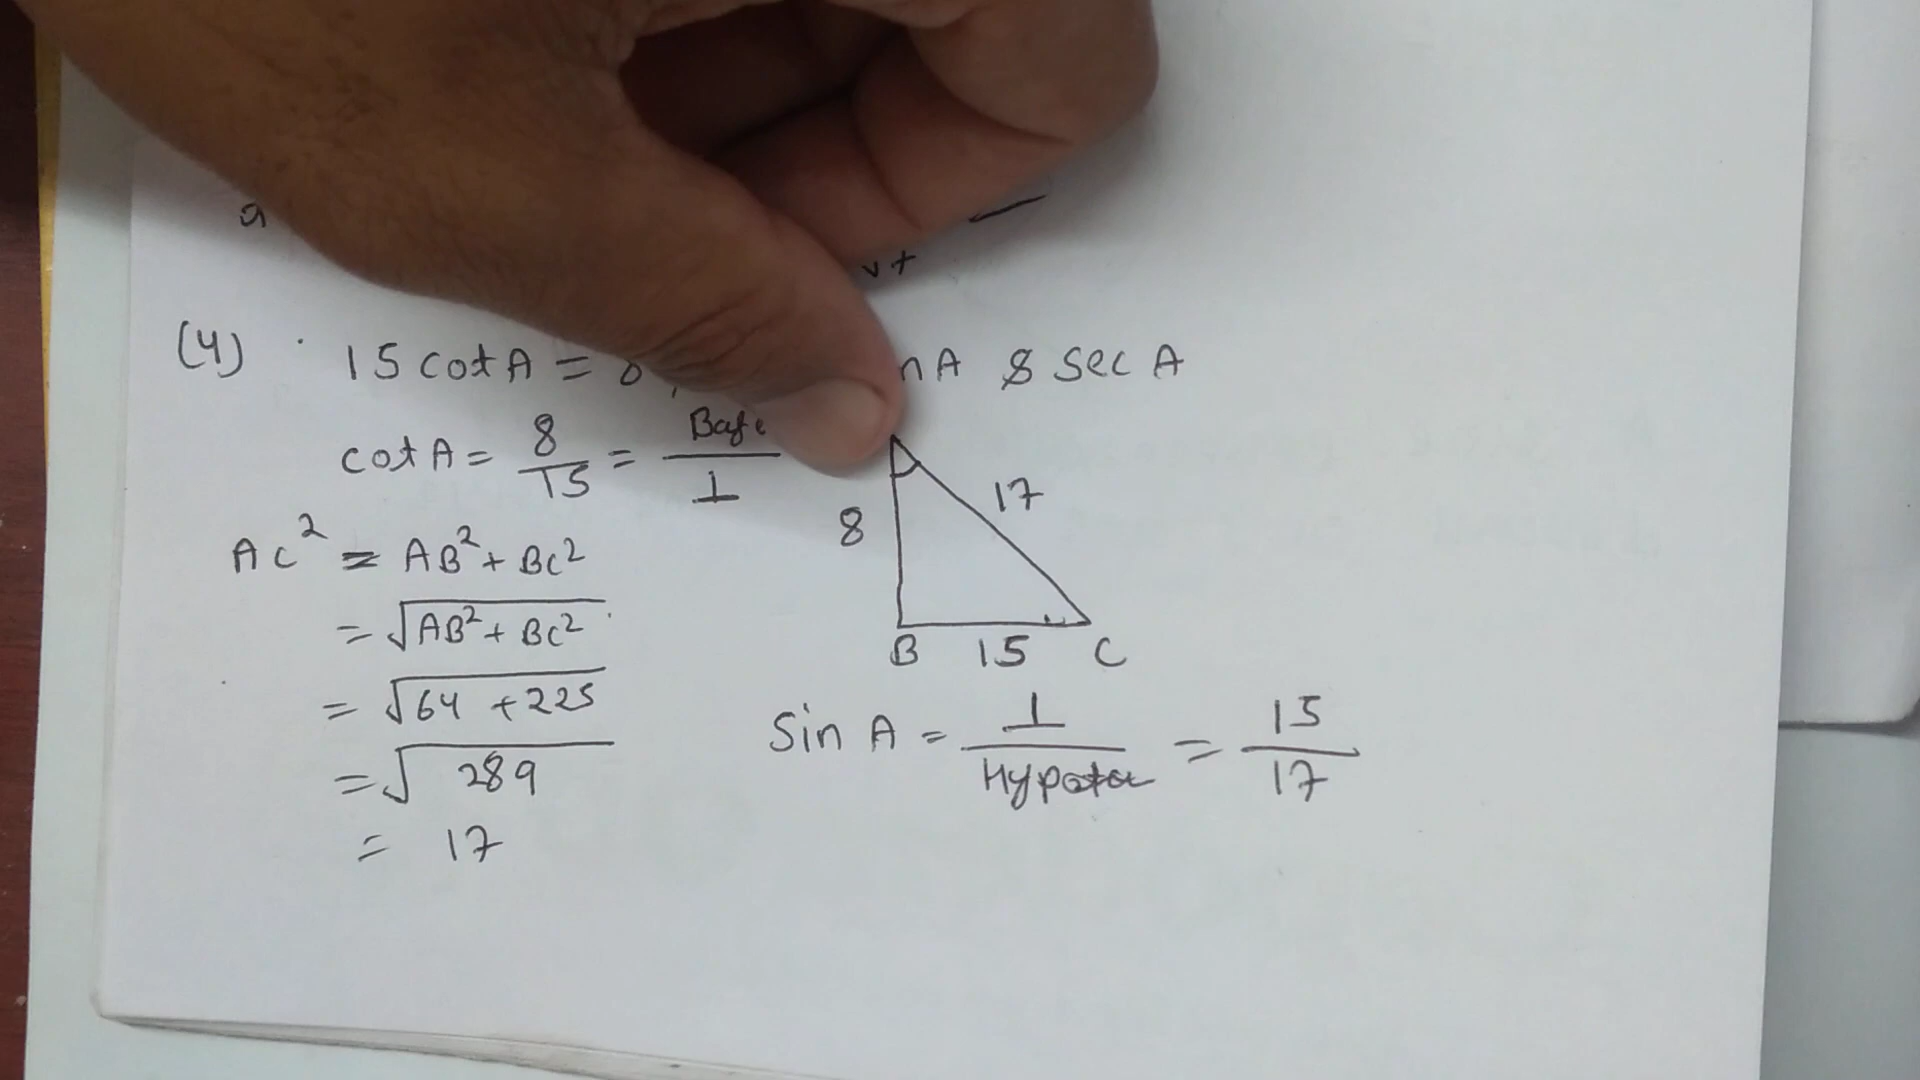 (4) 15 cot A = 8, nA & Sec A
cot A = 8/15 = Base/⊥
AC² = AB² + BC²
= √AB² + BC²
= √64 + 225
= √289
= 17
8
17
B 15 C
Sin A = ⊥/Hypote = 15/17